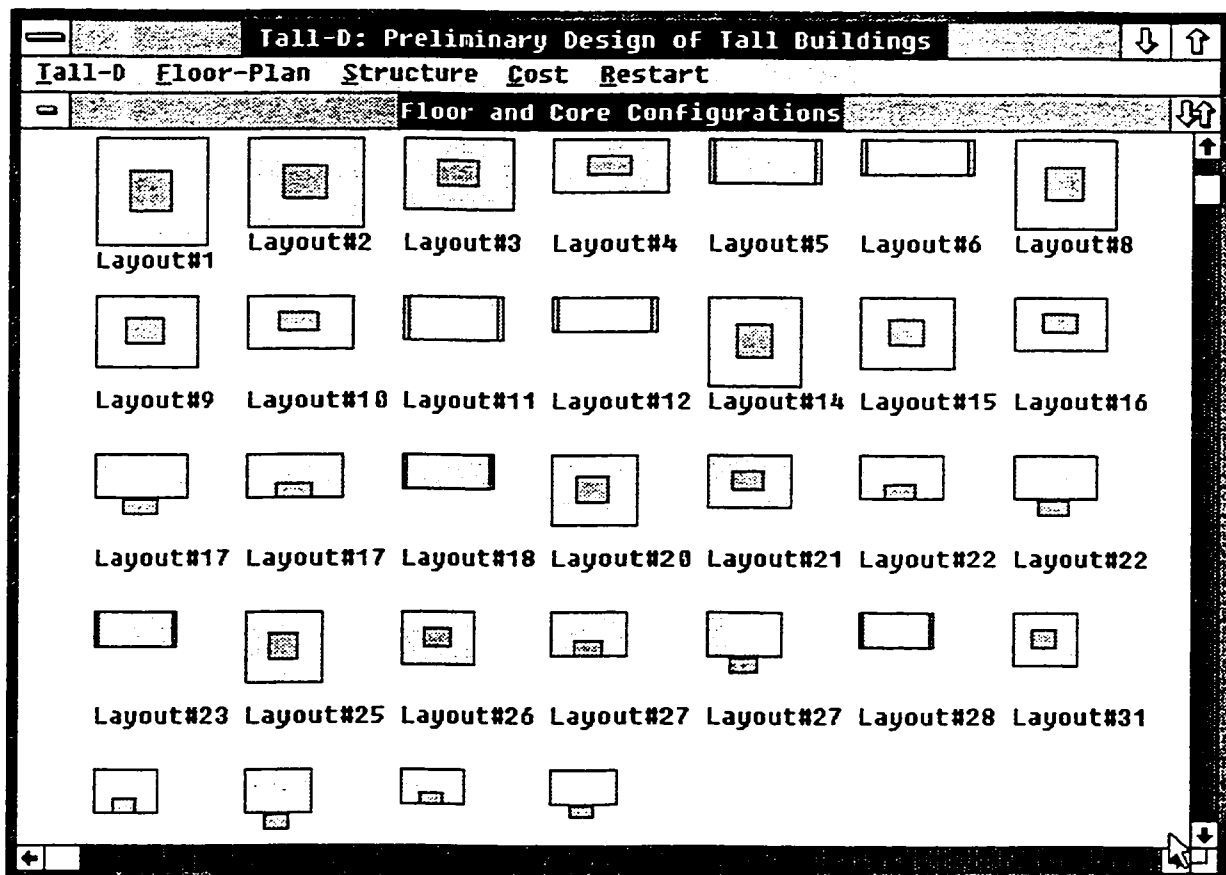 Tall-D: Preliminary Design of Tall Buildings
Tall-D Floor-Plan Structure Cost Restart
Floor and Core Configurations
Layout#1 Layout#2 Layout#3 Layout#4 Layout#5 Layout#6 Layout#8
Layout#9 Layout#10 Layout#11 Layout#12 Layout#14 Layout#15 Layout#16
Layout#17 Layout#17 Layout#18 Layout#20 Layout#21 Layout#22 Layout#22
Layout#23 Layout#25 Layout#26 Layout#27 Layout#27 Layout#28 Layout#31